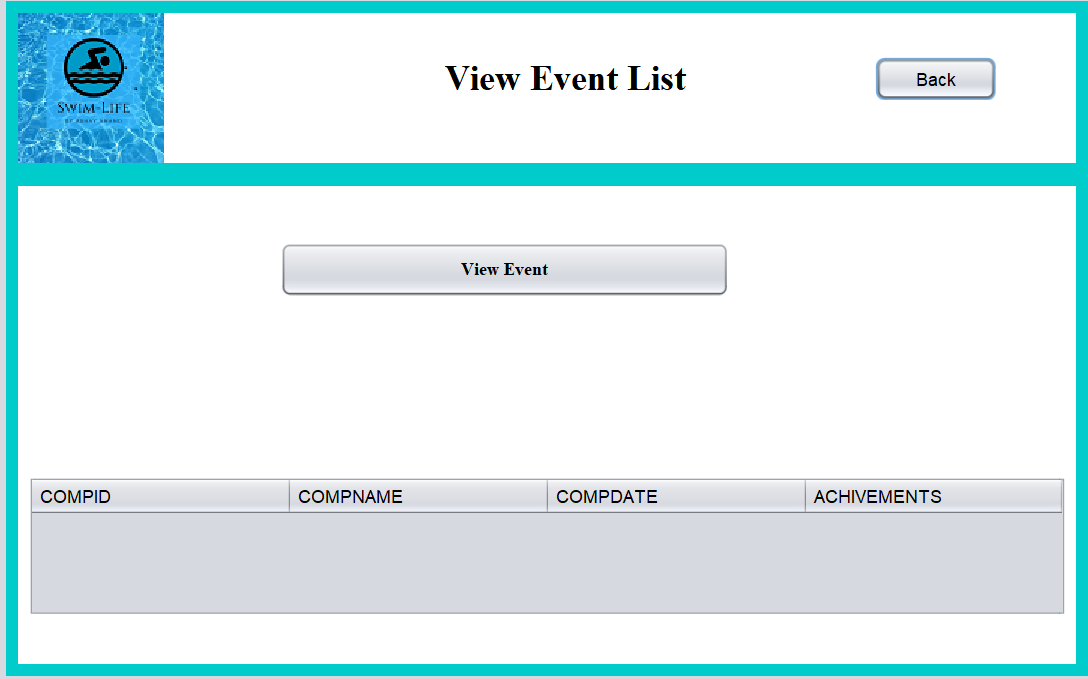 SWIM-LIFE
View Event List
Back
View Event
COMPID COMPNAME COMPDATE ACHIVEMENTS